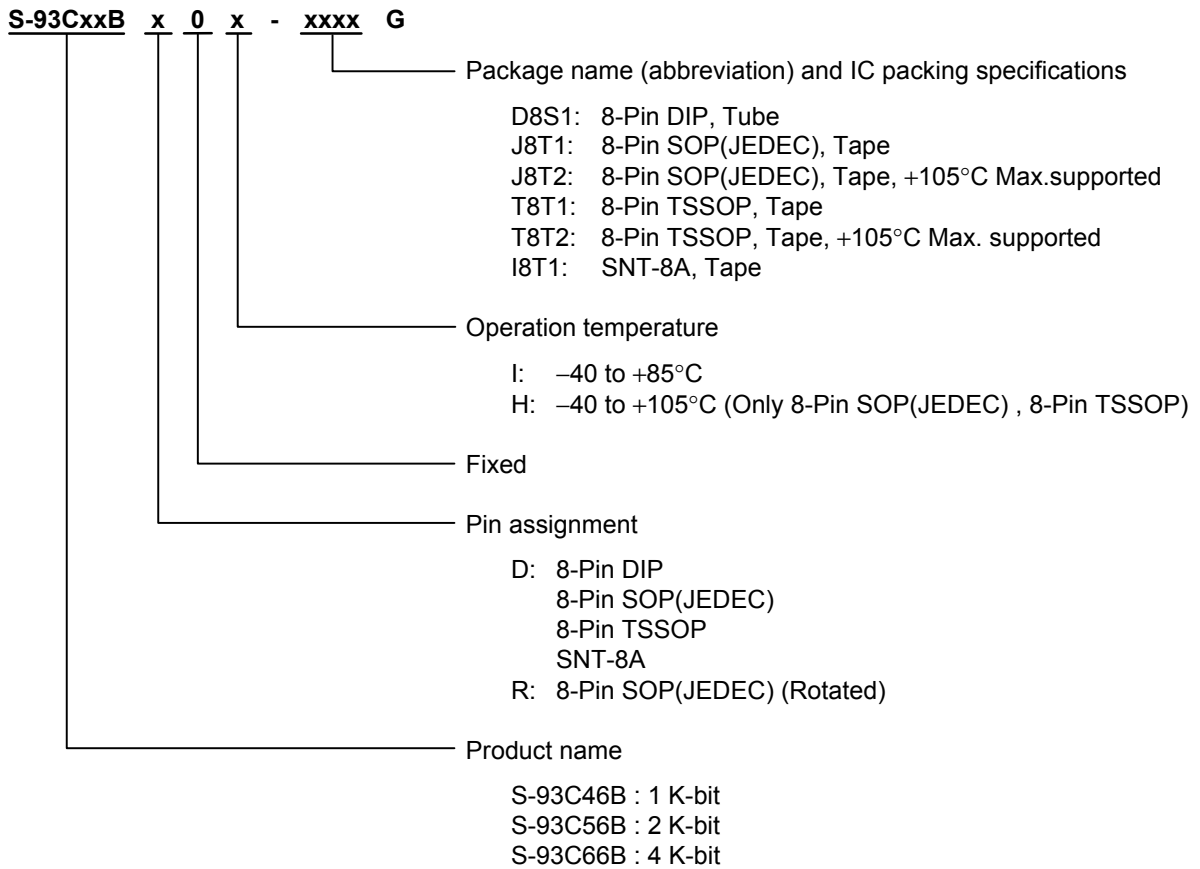 S-93CxxB x 0 x - xxxx G
Package name (abbreviation) and IC packing specifications
D8S1: 8-Pin DIP, Tube
J8T1: 8-Pin SOP(JEDEC), Tape
J8T2: 8-Pin SOP(JEDEC), Tape, +105°C Max.supported
T8T1: 8-Pin TSSOP, Tape
T8T2: 8-Pin TSSOP, Tape, +105°C Max. supported
I8T1: SNT-8A, Tape
Operation temperature
I: −40 to +85°C
H: −40 to +105°C (Only 8-Pin SOP(JEDEC) , 8-Pin TSSOP)
Fixed
Pin assignment
D: 8-Pin DIP
8-Pin SOP(JEDEC)
8-Pin TSSOP
SNT-8A
R: 8-Pin SOP(JEDEC) (Rotated)
Product name
S-93C46B : 1 K-bit
S-93C56B : 2 K-bit
S-93C66B : 4 K-bit